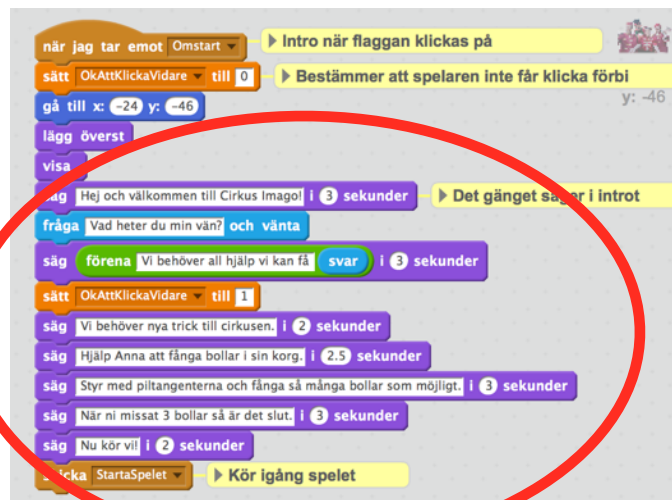 när jag tar emot Omstart Intro när flaggan klickas på
sätt OkAttKlickaVidare till 0 Bestämmer att spelaren inte får klicka förbi
gå till x: -24 y: -46 y: -46
lägg överst
visa
säg Hej och välkommen till Cirkus Imago! i 3 sekunder Det gänget säger i introt
fråga Vad heter du min vän? och vänta
säg förena Vi behöver all hjälp vi kan få svar i 3 sekunder
sätt OkAttKlickaVidare till 1
säg Vi behöver nya trick till cirkusen. i 2 sekunder
säg Hjälp Anna att fånga bollar i sin korg. i 2.5 sekunder
säg Styr med piltangenterna och fånga så många bollar som möjligt. i 3 sekunder
säg När ni missat 3 bollar så är det slut. i 3 sekunder
säg Nu kör vi! i 2 sekunder
skicka StartaSpelet Kör igång spelet